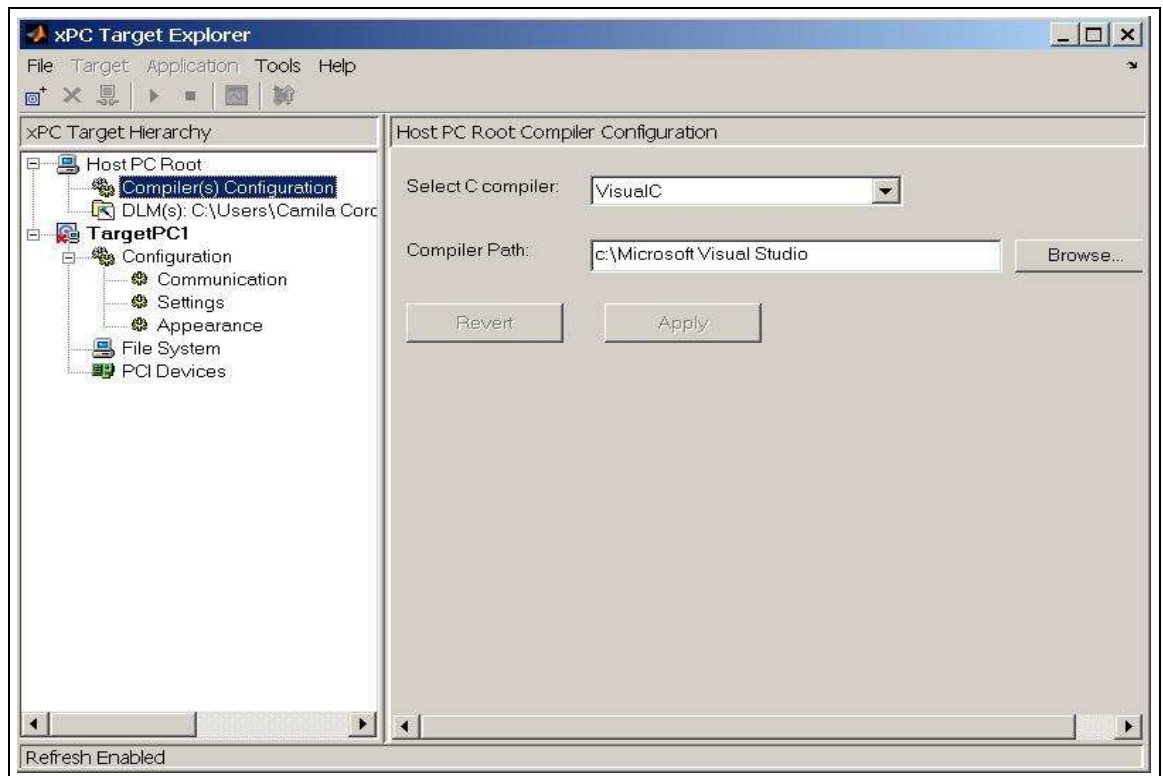 xPC Target Explorer
File Target Application Tools Help
xPC Target Hierarchy
Host PC Root
Compiler(s) Configuration
DLM(s): C:\Users\Camila Corc
TargetPC1
Configuration
Communication
Settings
Appearance
File System
PCI Devices
Host PC Root Compiler Configuration
Select C compiler: VisualC
Compiler Path: c:\Microsoft Visual Studio Browse...
Revert Apply
Refresh Enabled